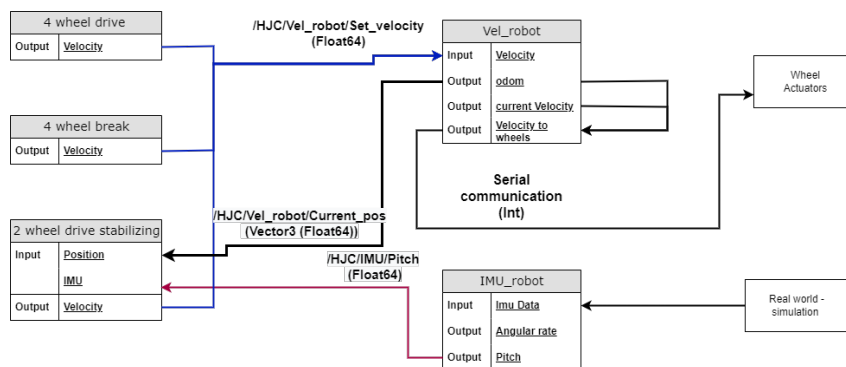 4 wheel drive
Output Velocity
/HJC/Vel_robot/Set_velocity
(Float64)
Vel_robot
Input Velocity
Output odom
Output current Velocity
Output Velocity to
wheels
Wheel
Actuators
4 wheel break
Output Velocity
Serial
communication
(Int)
/HJC/Vel_robot/Current_pos
(Vector3 (Float64))
2 wheel drive stabilizing
Input Position
IMU
Output Velocity
/HJC/IMU/Pitch
(Float64)
IMU_robot
Input Imu Data
Output Angular rate
Output Pitch
Real world -
simulation